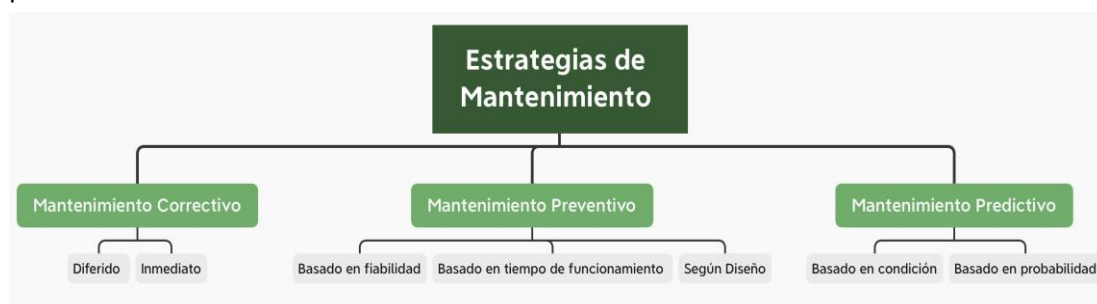 Estrategias de
Mantenimiento
Mantenimiento Correctivo
Mantenimiento Preventivo
Mantenimiento Predictivo
Diferido
Inmediato
Basado en fiabilidad
Basado en tiempo de funcionamiento
Según Diseño
Basado en condición
Basado en probabilidad